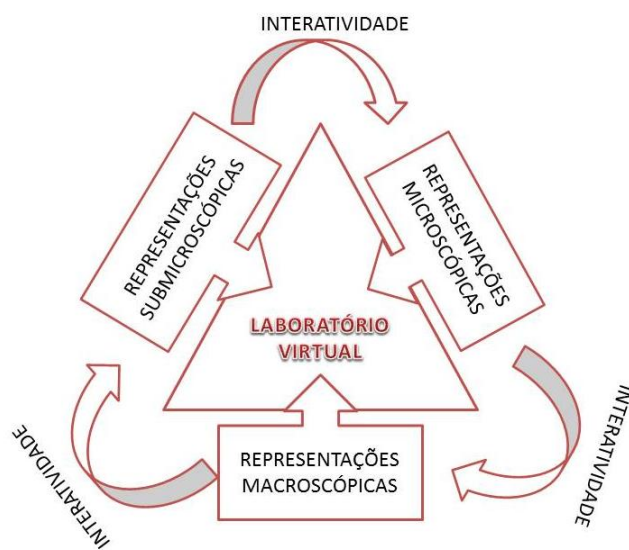 INTERATIVIDADE
REPRESENTAÇÕES
SUBMICROSCÓPICAS
REPRESENTAÇÕES
MICROSCÓPICAS
LABORATÓRIO
VIRTUAL
INTERATIVIDADE
REPRESENTAÇÕES
MACROSCÓPICAS
INTERATIVIDADE